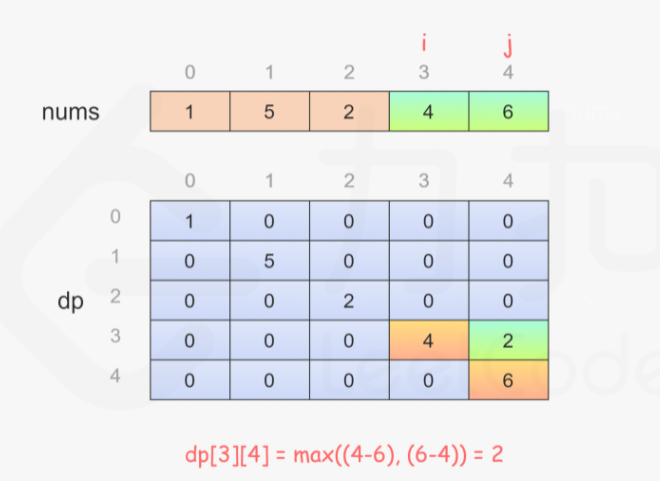 i j
0 1 2 3 4
nums 1 5 2 4 6
0 1 2 3 4
0 1 0 0 0 0
1 0 5 0 0 0
dp 2 0 0 2 0 0
3 0 0 0 4 2
4 0 0 0 0 6
dp[3][4] = max((4-6), (6-4)) = 2